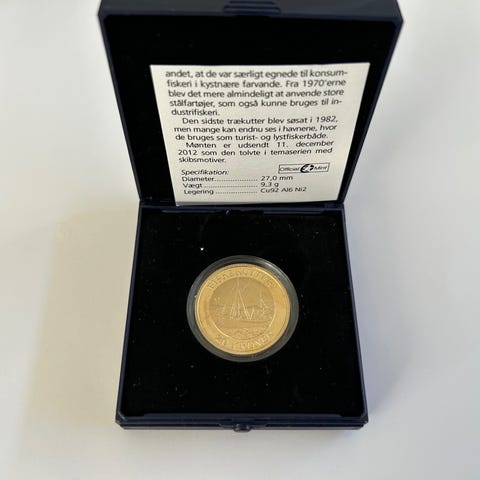 andet, at de var særligt egnede til konsum-
fiskeri i kystnære farvande. Fra 1970'erne
blev det mere almindeligt at anvende store
stålfartøjer, som også kunne bruges til in-
dustrifiskeri.
Den sidste trækutter blev søsat i 1982,
men mange kan endnu ses i havnene, hvor
de bruges som turist- og lystfiskerbåde.
Mønten er udsendt 11. december
2012 som den tolvte i temaserien med
skibsmotiver.
Official Mint
Specifikation:
Diameter 27,0 mm
Vægt 9,3 g
Legering Cu92 Al6 Ni2
FISKEKUTTER
20 KRONER